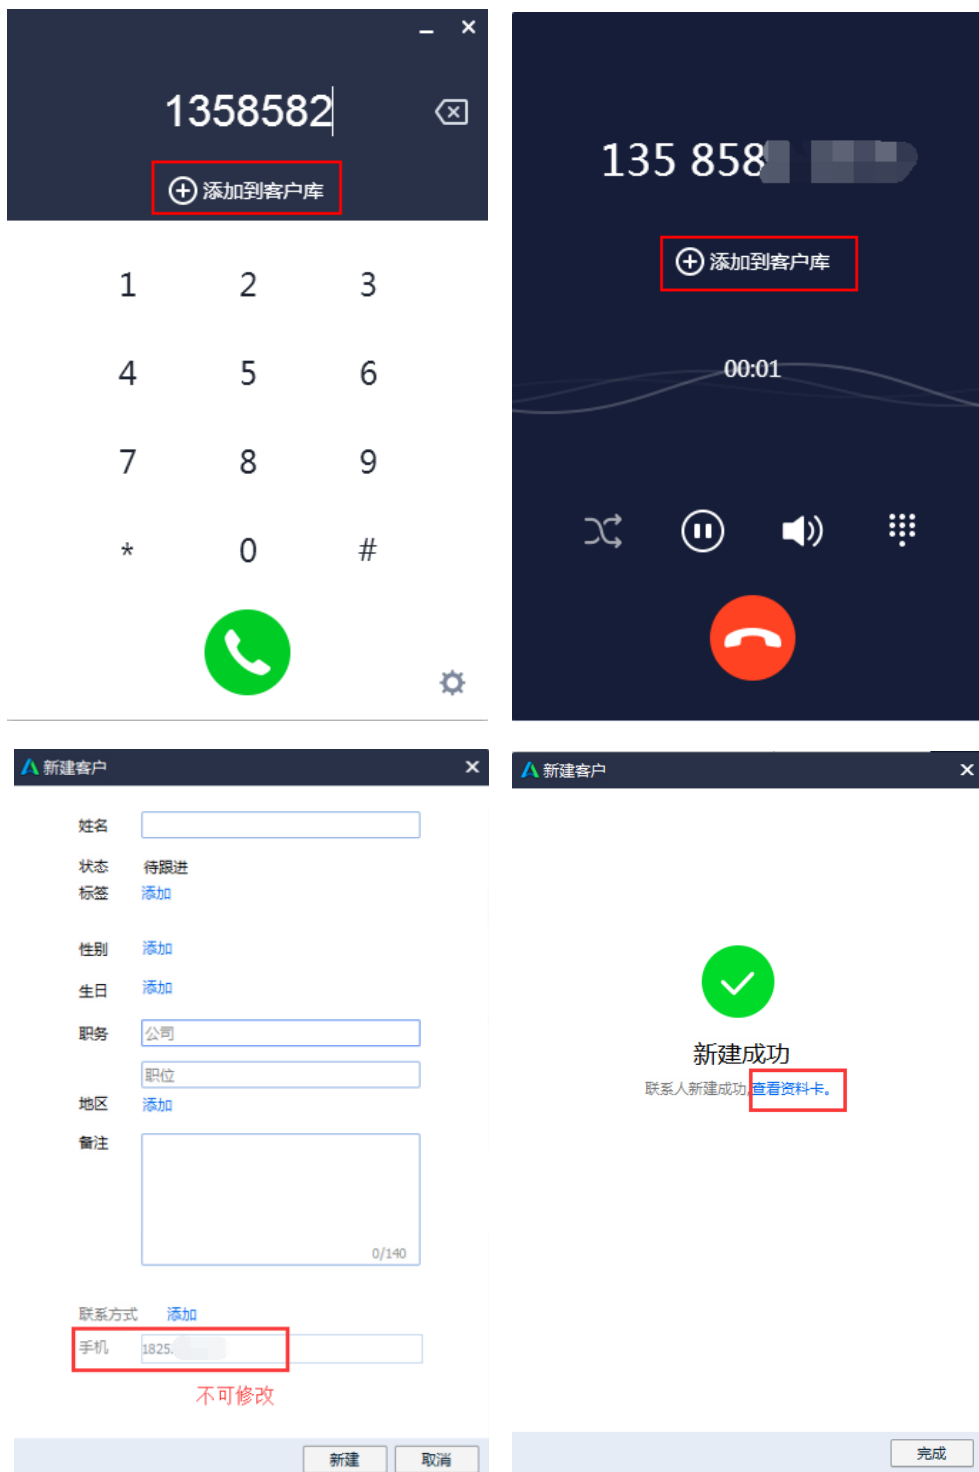 1358582
添加到客户库
1 2 3
4 5 6
7 8 9
* 0 #
135 858
添加到客户库
00:01
新建客户
姓名
状态 待跟进
标签 添加
性别 添加
生日 添加
职务 公司
职位
地区 添加
备注
0/140
联系方式 添加
手机 1825
不可修改
新建 取消
新建客户
新建成功
联系人新建成功,查看资料卡。
完成